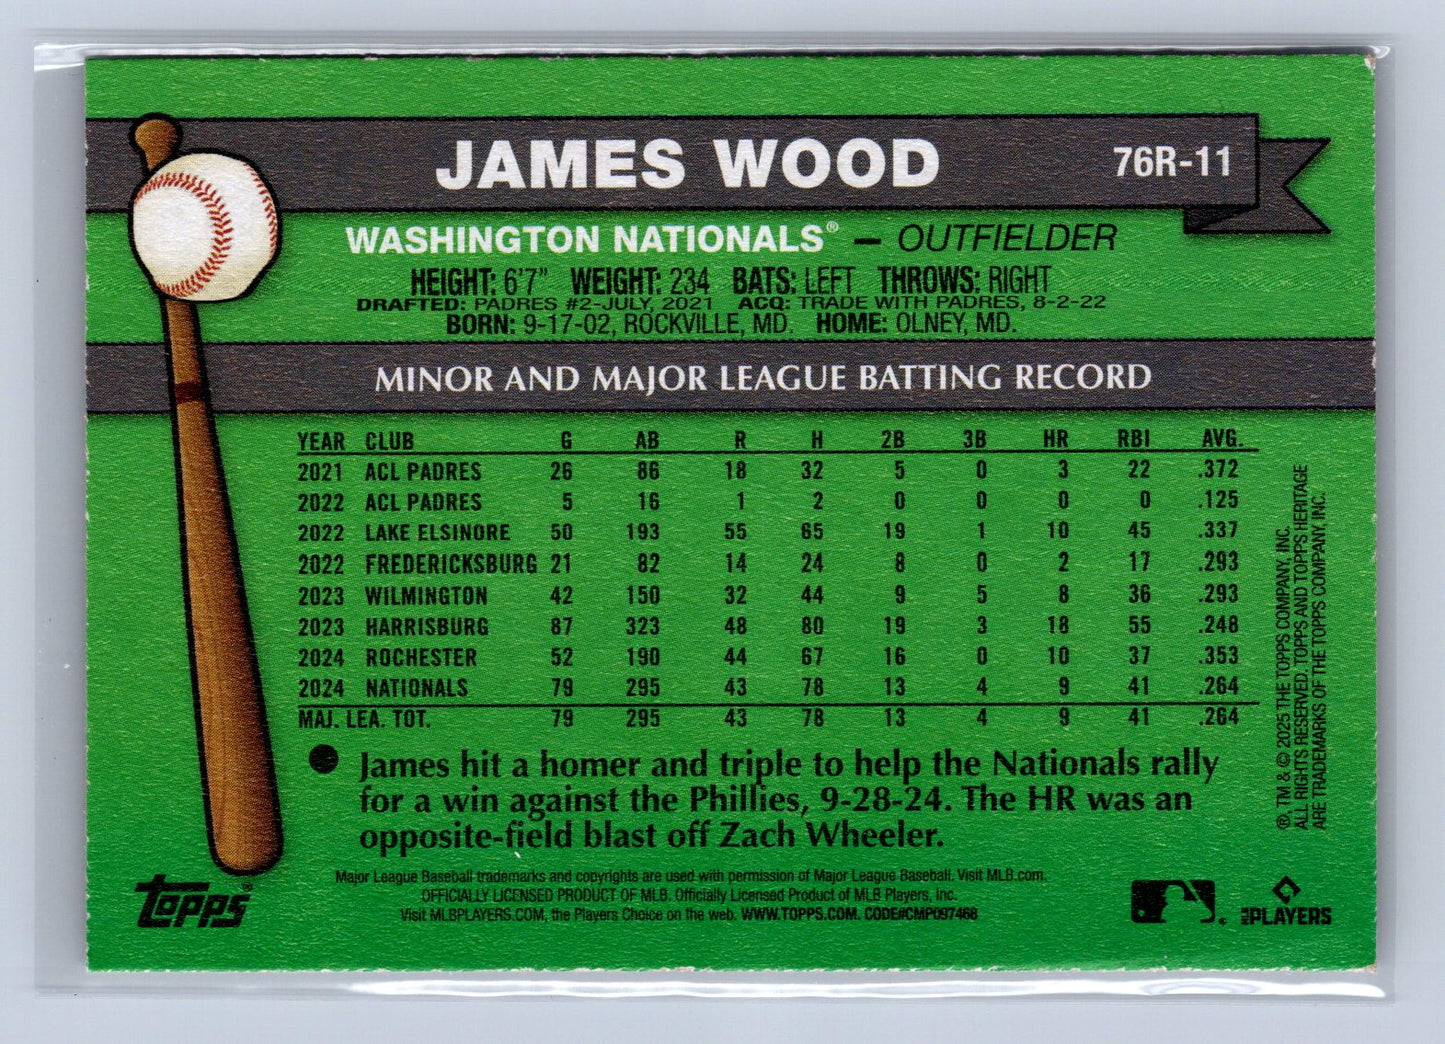 JAMES WOOD 76R-11
WASHINGTON NATIONALS® – OUTFIELDER
HEIGHT: 6'7" WEIGHT: 234 BATS: LEFT THROWS: RIGHT
DRAFTED: PADRES #2-JULY, 2021 ACQ: TRADE WITH PADRES, 8-2-22
BORN: 9-17-02, ROCKVILLE, MD. HOME: OLNEY, MD.
MINOR AND MAJOR LEAGUE BATTING RECORD
YEAR CLUB G AB R H 2B 3B HR RBI AVG.
2021 ACL PADRES 26 86 18 32 5 0 3 22 .372
2022 ACL PADRES 5 16 1 2 0 0 0 0 .125
2022 LAKE ELSINORE 50 193 55 65 19 1 10 45 .337
2022 FREDERICKSBURG 21 82 14 24 8 0 2 17 .293
2023 WILMINGTON 42 150 32 44 9 5 8 36 .293
2023 HARRISBURG 87 323 48 80 19 3 18 55 .248
2024 ROCHESTER 52 190 44 67 16 0 10 37 .353
2024 NATIONALS 79 295 43 78 13 4 9 41 .264
MAJ. LEA. TOT. 79 295 43 78 13 4 9 41 .264
James hit a homer and triple to help the Nationals rally
for a win against the Phillies, 9-28-24. The HR was an
opposite-field blast off Zach Wheeler.
®, TM & © 2025 THE TOPPS COMPANY, INC.
ALL RIGHTS RESERVED. TOPPS AND TOPPS HERITAGE
ARE TRADEMARKS OF THE TOPPS COMPANY, INC.
Major League Baseball trademarks and copyrights are used with permission of Major League Baseball. Visit MLB.com.
OFFICIALLY LICENSED PRODUCT OF MLB. Officially Licensed Product of MLB Players, Inc.
Visit MLBPLAYERS.COM, the Players Choice on the web. WWW.TOPPS.COM. CODE#CMP097468
Topps®
MLB PLAYERS